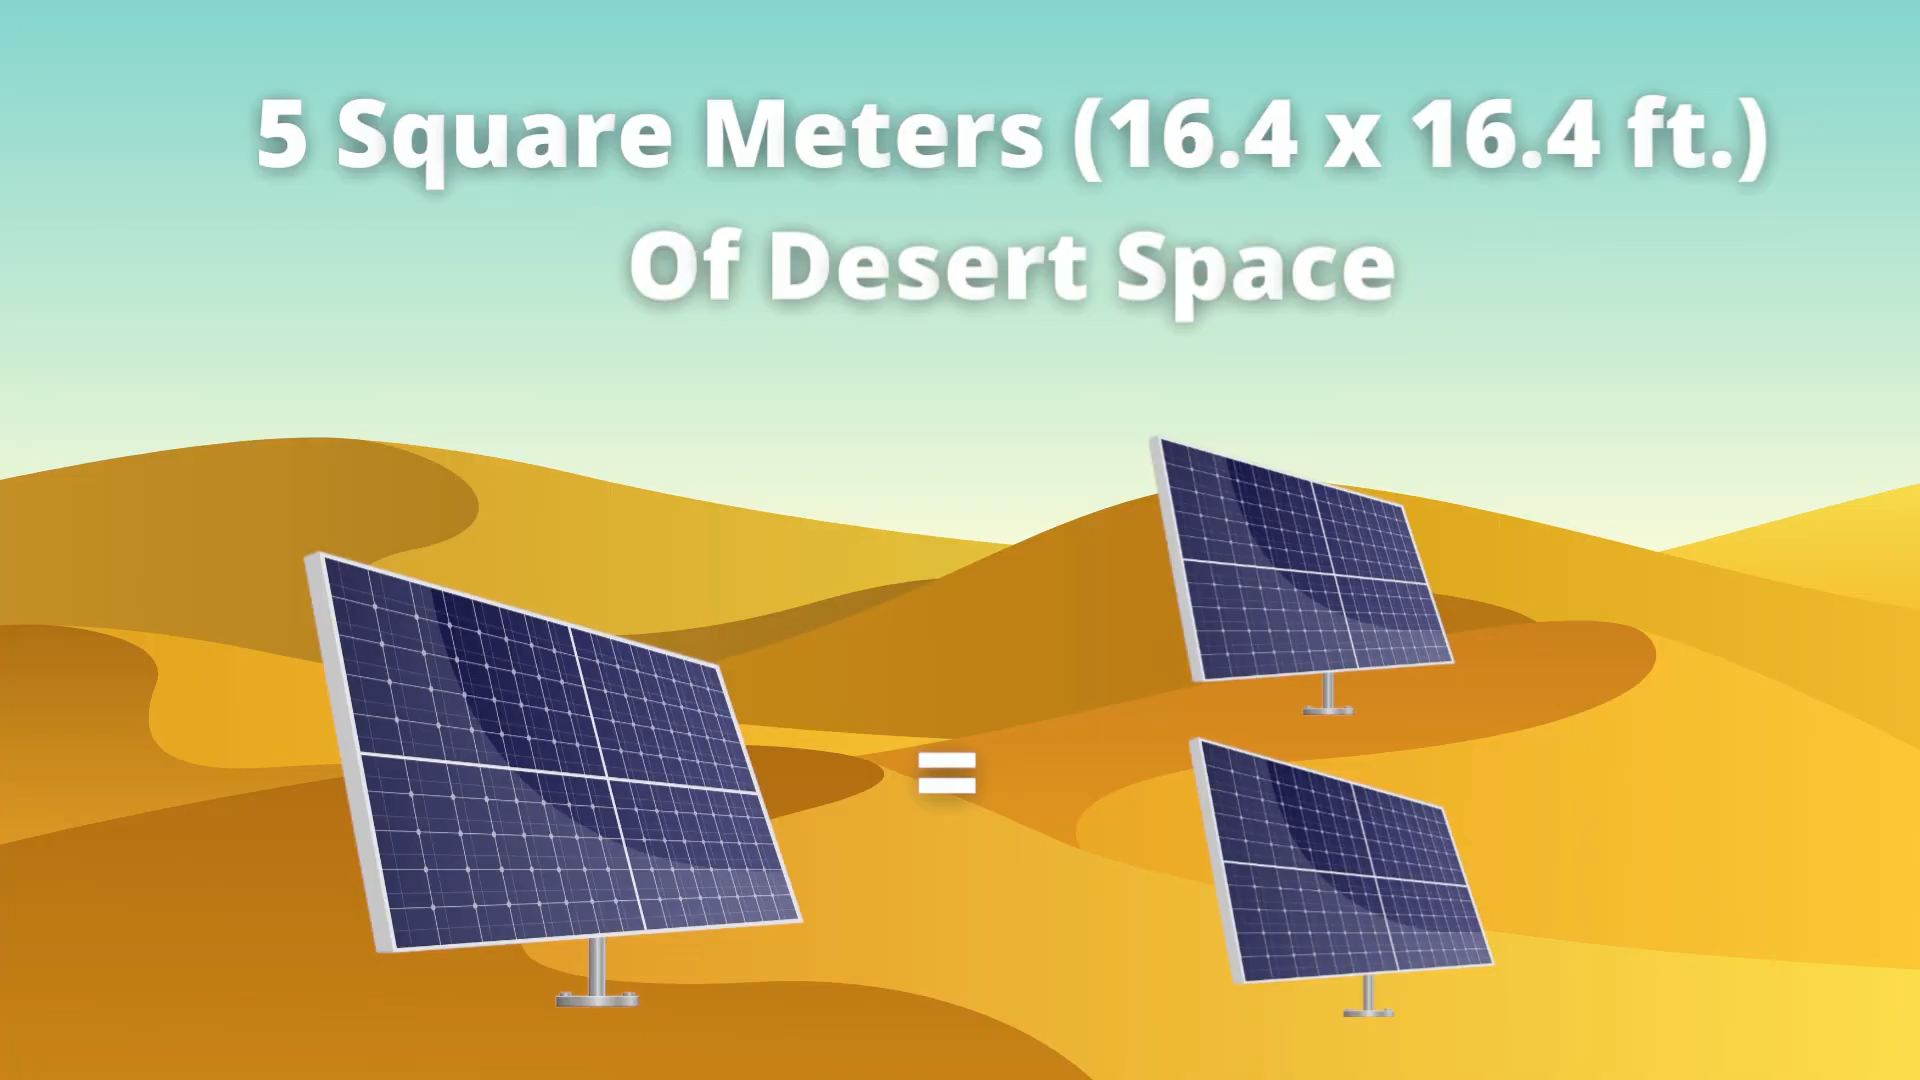 5 Square Meters (16.4 x 16.4 ft.)
Of Desert Space
=